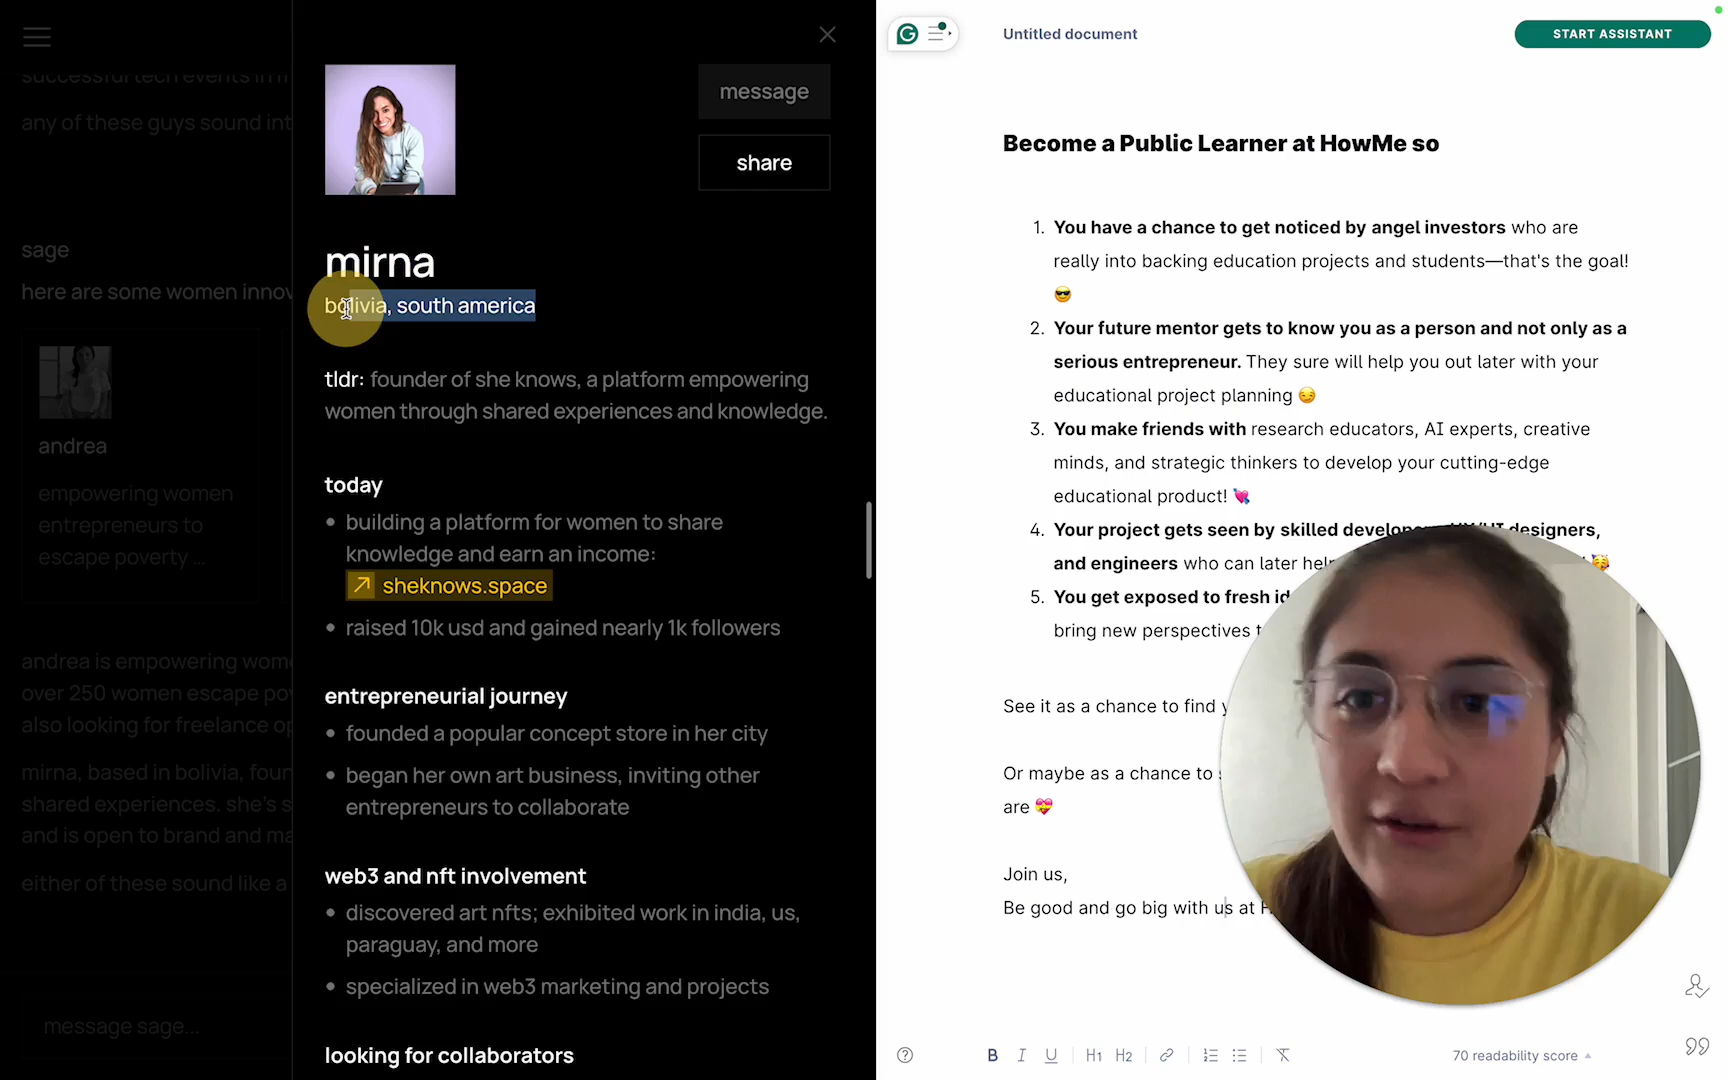 successful tech events in
any of these guys sound int
sage
here are some women innov
andrea
empowering women
entrepreneurs to
escape poverty ...
andrea is empowering wome
over 250 women escape pov
also looking for freelance op
mirna, based in bolivia, foun
shared experiences. she's s
and is open to brand and ma
either of these sound like a
message sage...
message
share
mirna
bolivia, south america
tldr: founder of she knows, a platform empowering
women through shared experiences and knowledge.
today
• building a platform for women to share
knowledge and earn an income:
sheknows.space
• raised 10k usd and gained nearly 1k followers
entrepreneurial journey
• founded a popular concept store in her city
• began her own art business, inviting other
entrepreneurs to collaborate
web3 and nft involvement
• discovered art nfts; exhibited work in india, us,
paraguay, and more
• specialized in web3 marketing and projects
looking for collaborators
Untitled document
START ASSISTANT
Become a Public Learner at HowMe so
1. You have a chance to get noticed by angel investors who are
really into backing education projects and students—that's the goal!
😎
2. Your future mentor gets to know you as a person and not only as a
serious entrepreneur. They sure will help you out later with your
educational project planning 😏
3. You make friends with research educators, AI experts, creative
minds, and strategic thinkers to develop your cutting-edge
educational product! 💘
4. Your project gets seen by skilled developers, UX/UI designers,
and engineers who can later hel 🥳
5. You get exposed to fresh id
bring new perspectives t
See it as a chance to find y
Or maybe as a chance to s
are 💝
Join us,
Be good and go big with us at H
B I U H1 H2
70 readability score